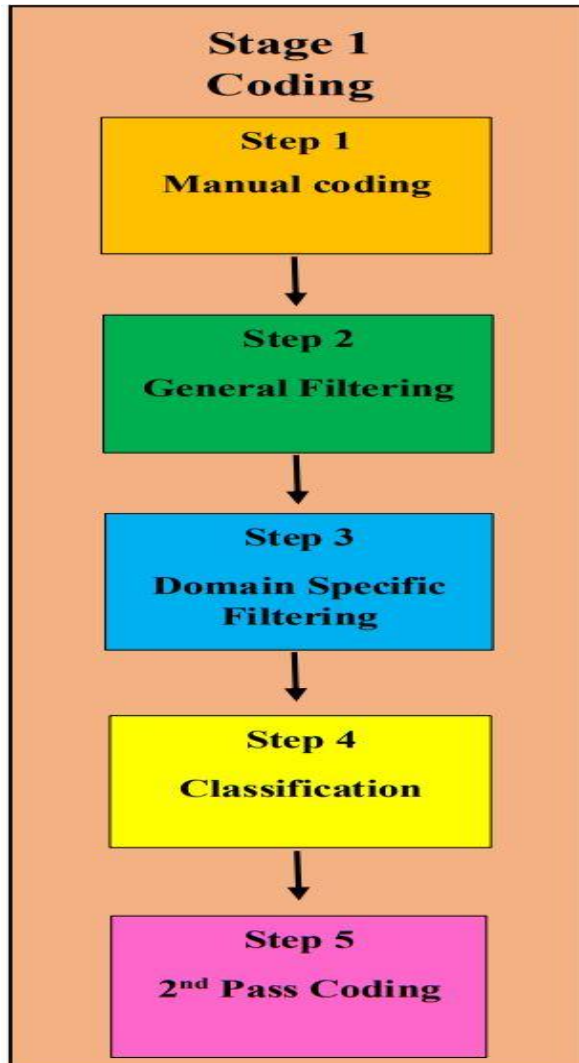 Stage 1
Coding
Step 1
Manual coding
Step 2
General Filtering
Step 3
Domain Specific
Filtering
Step 4
Classification
Step 5
2nd Pass Coding